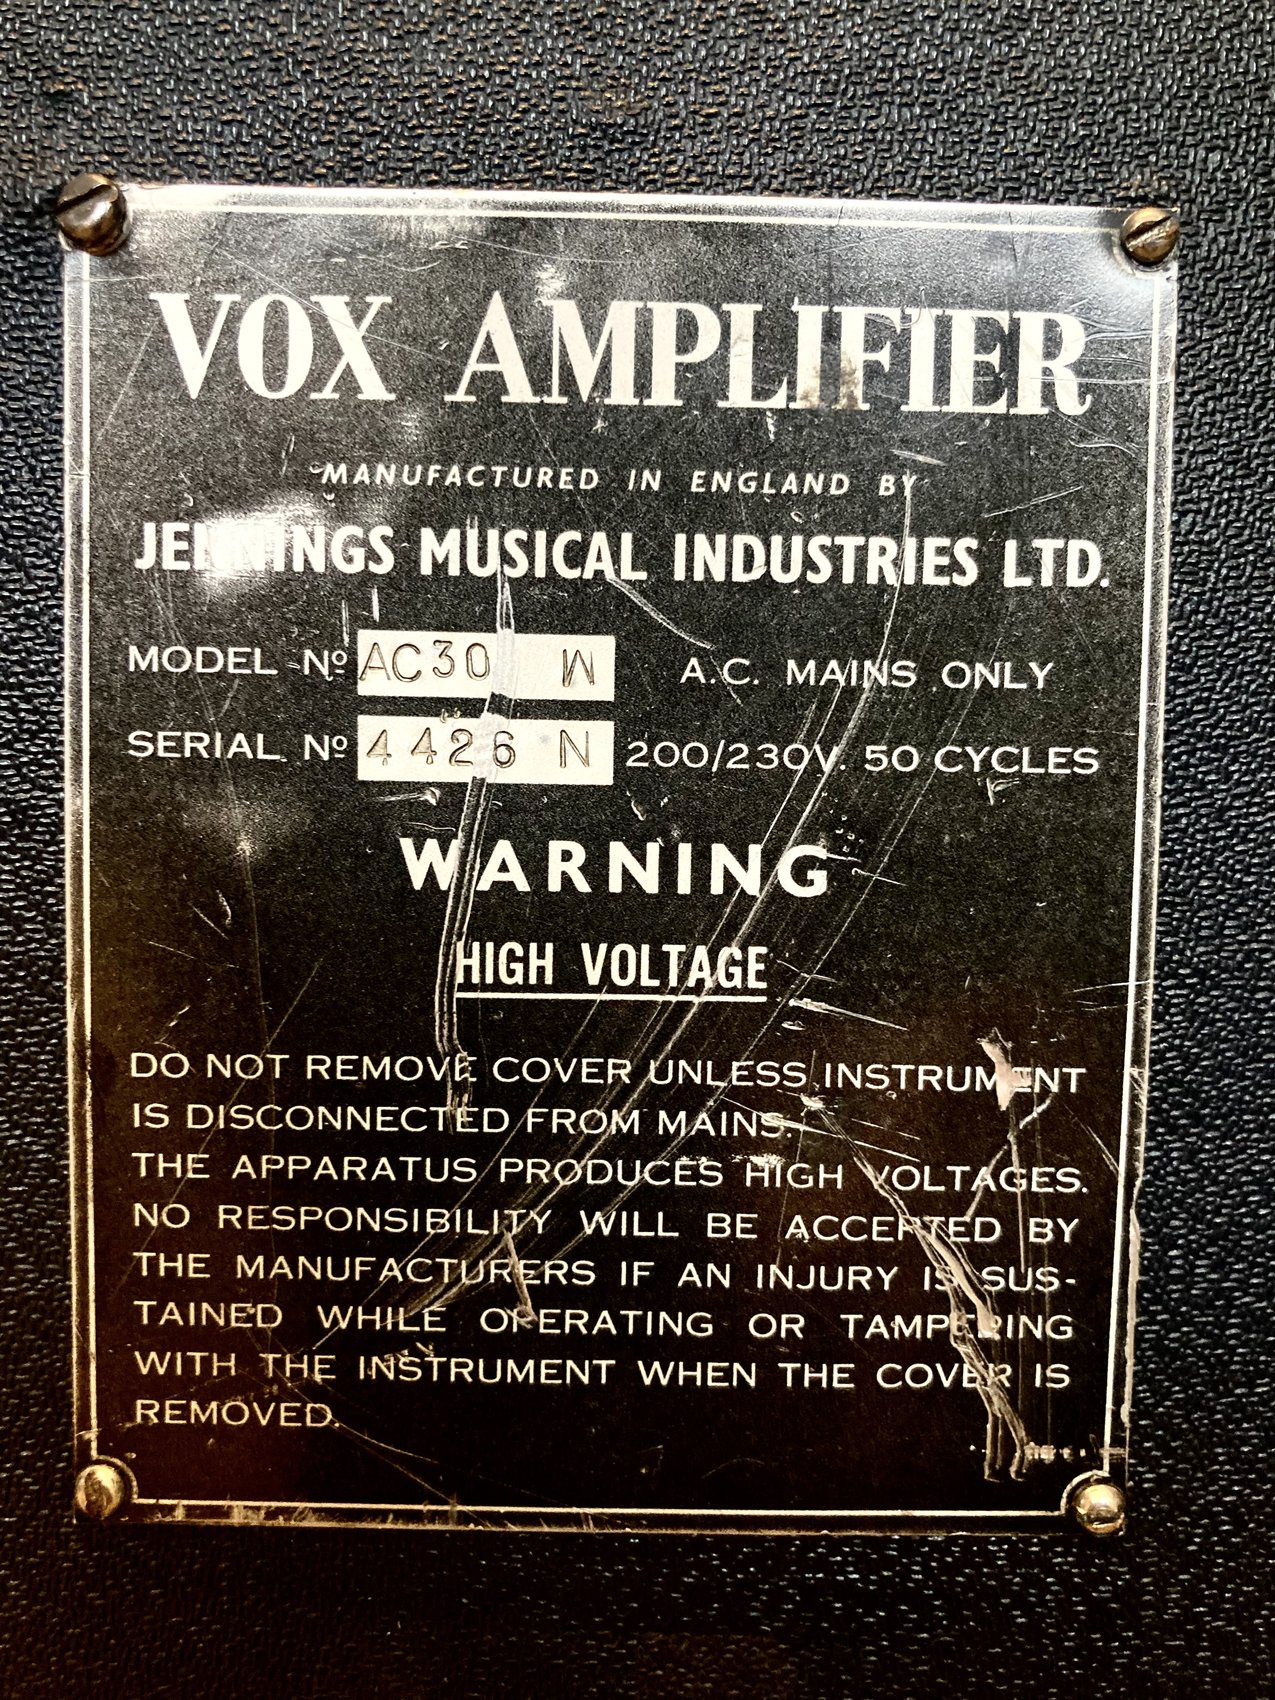 VOX AMPLIFIER
MANUFACTURED IN ENGLAND BY
JENNINGS MUSICAL INDUSTRIES LTD.
MODEL Nº AC30 W A.C. MAINS ONLY
SERIAL Nº 4426 N 200/230V. 50 CYCLES
WARNING
HIGH VOLTAGE
DO NOT REMOVE COVER UNLESS INSTRUMENT
IS DISCONNECTED FROM MAINS.
THE APPARATUS PRODUCES HIGH VOLTAGES.
NO RESPONSIBILITY WILL BE ACCEPTED BY
THE MANUFACTURERS IF AN INJURY IS SUS-
TAINED WHILE OPERATING OR TAMPERING
WITH THE INSTRUMENT WHEN THE COVER IS
REMOVED.